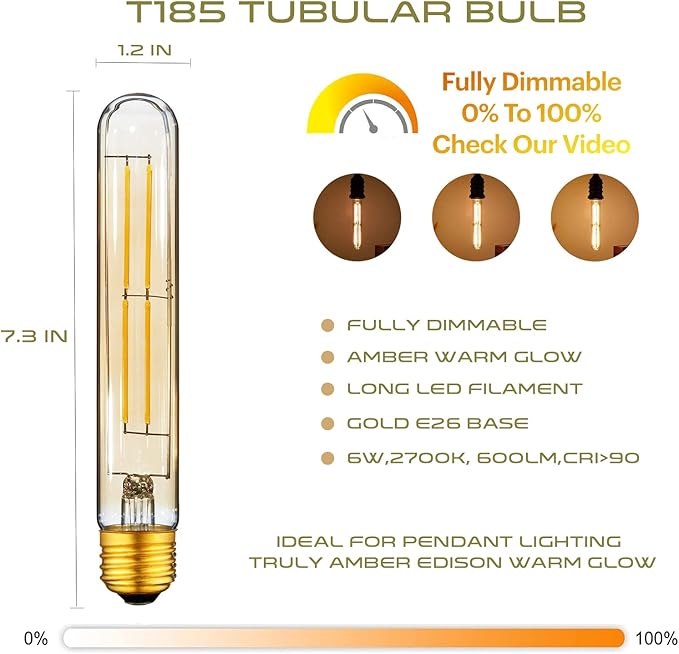 T185 TUBULAR BULB
1.2 IN
Fully Dimmable
0% To 100%
Check Our Video
7.3 IN
FULLY DIMMABLE
AMBER WARM GLOW
LONG LED FILAMENT
GOLD E26 BASE
6W,2700K, 600LM,CRI>90
IDEAL FOR PENDANT LIGHTING
TRULY AMBER EDISON WARM GLOW
0%
100%